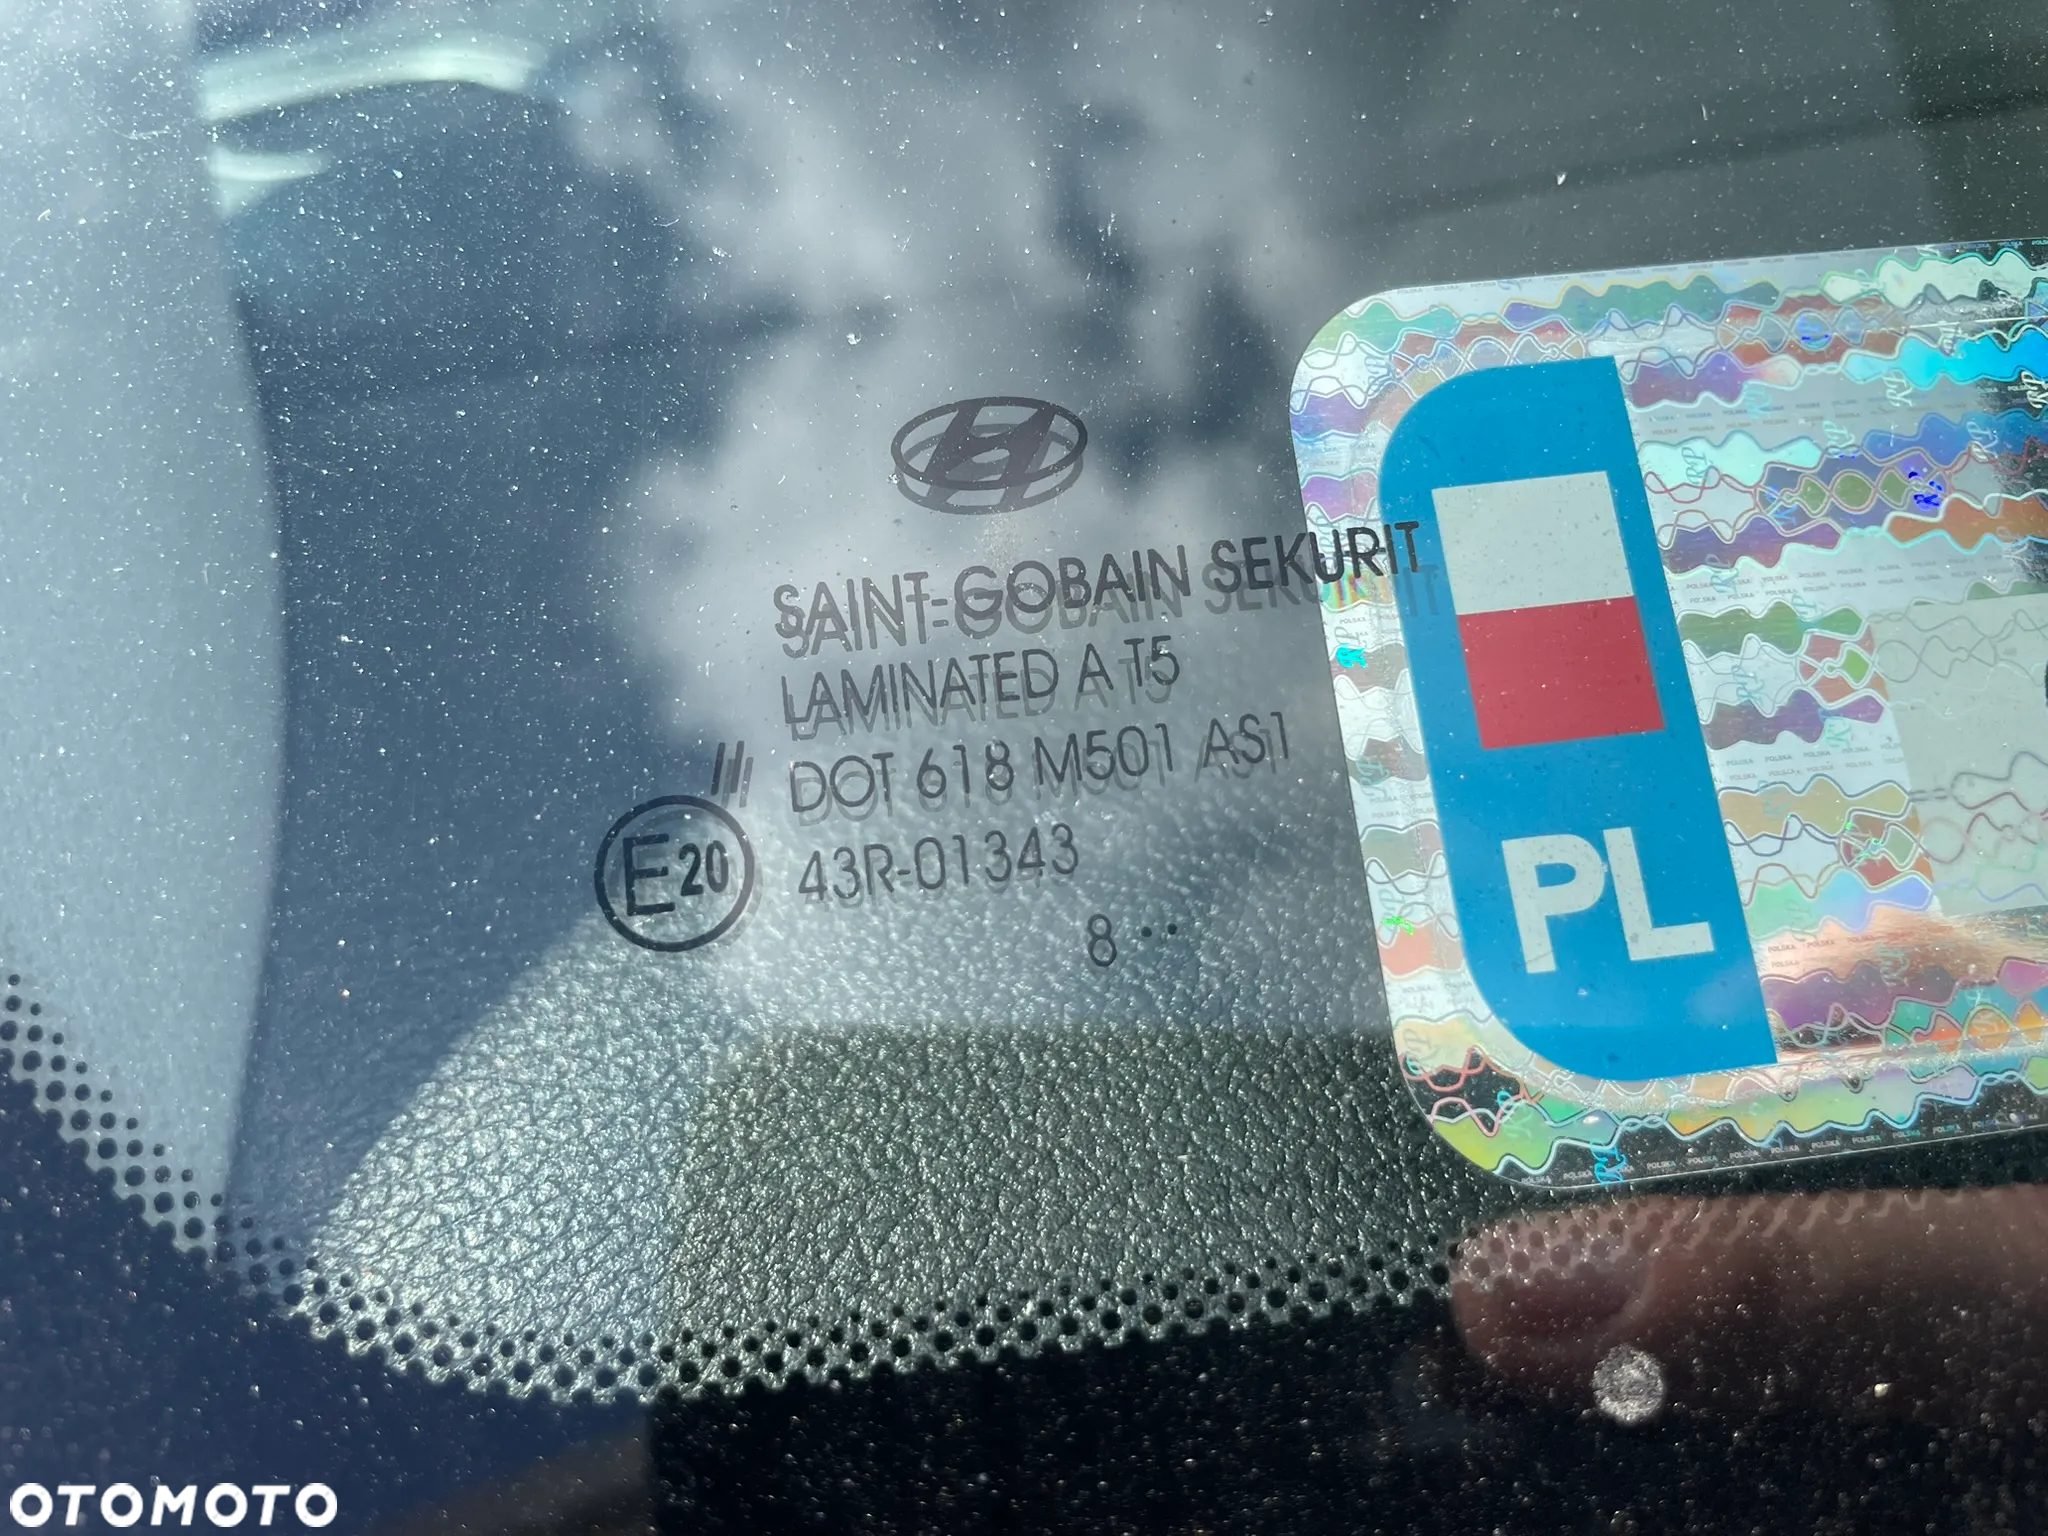 SAINT-GOBAIN SEKURIT
LAMINATED A T5
DOT 618 M501 AS1
///
E20
43R-01343
8 ··
PL
OTOMOTO